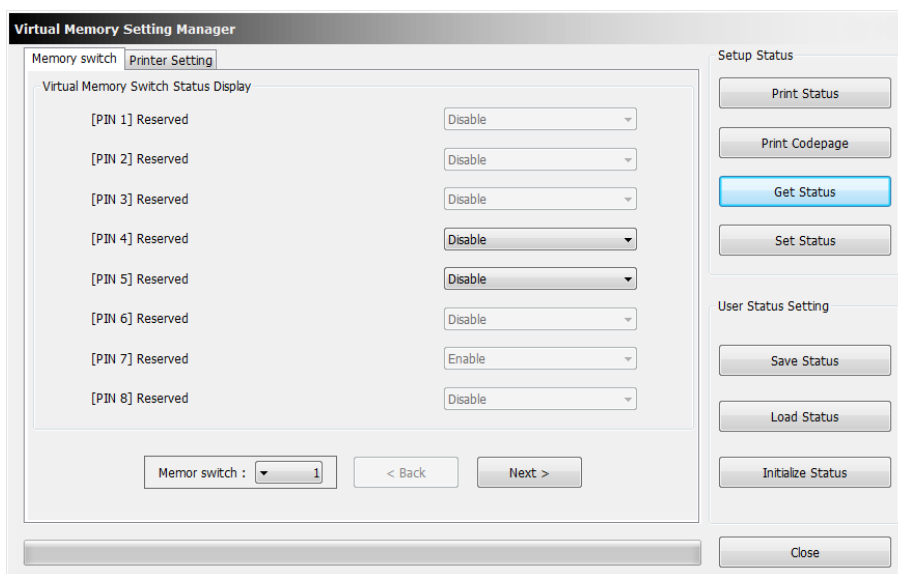 Virtual Memory Setting Manager
Memory switch Printer Setting
Virtual Memory Switch Status Display
[PIN 1] Reserved Disable
[PIN 2] Reserved Disable
[PIN 3] Reserved Disable
[PIN 4] Reserved Disable
[PIN 5] Reserved Disable
[PIN 6] Reserved Disable
[PIN 7] Reserved Enable
[PIN 8] Reserved Disable
Memor switch : 1 < Back Next >
Setup Status
Print Status
Print Codepage
Get Status
Set Status
User Status Setting
Save Status
Load Status
Initialize Status
Close